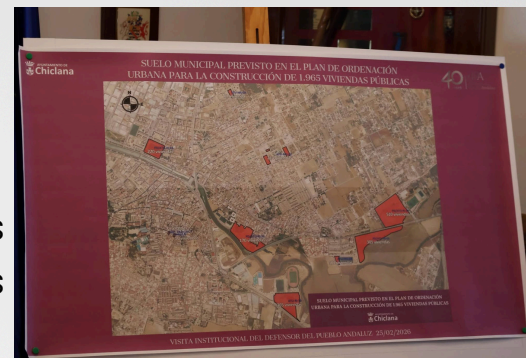 AYUNTAMIENTO DE
Chiclana
SUELO MUNICIPAL PREVISTO EN EL PLAN DE ORDENACIÓN
URBANA PARA LA CONSTRUCCIÓN DE 1.965 VIVIENDAS PÚBLICAS
40 A
N
SUELO MUNICIPAL PREVISTO EN EL PLAN DE ORDENACIÓN
URBANA PARA LA CONSTRUCCIÓN DE 1.965 VIVIENDAS PÚBLICAS
Chiclana
VISITA INSTITUCIONAL DEL DEFENSOR DEL PUEBLO ANDALUZ 25/02/2026
s
s